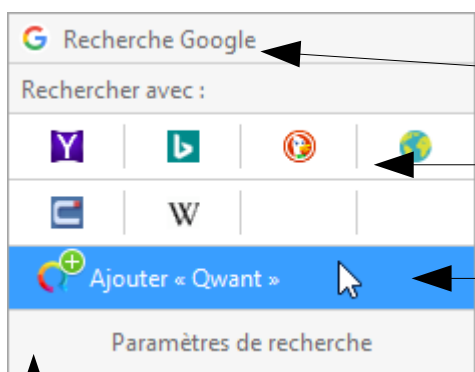 Recherche Google
Rechercher avec :
W
Ajouter « Qwant »
Paramètres de recherche